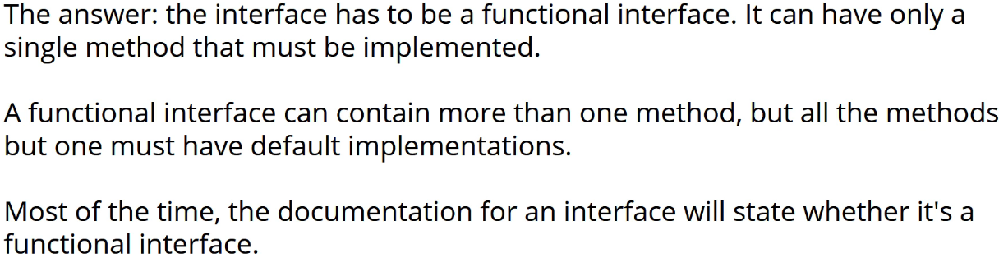 The answer: the interface has to be a functional interface. It can have only a
single method that must be implemented.
A functional interface can contain more than one method, but all the methods
but one must have default implementations.
Most of the time, the documentation for an interface will state whether it's a
functional interface.